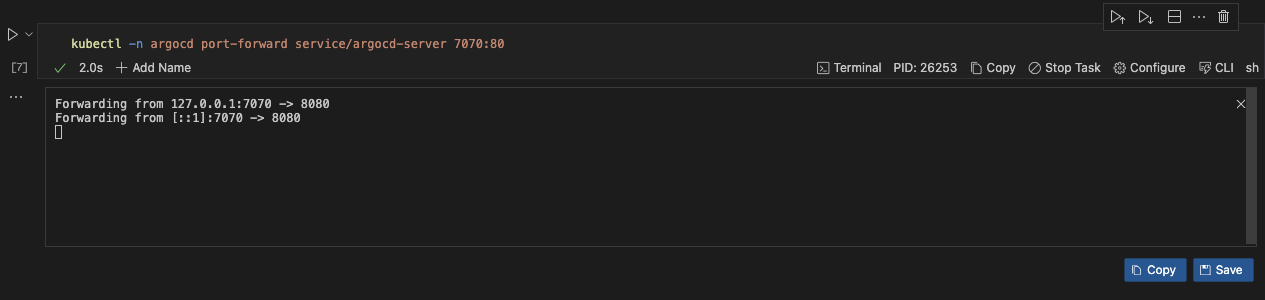 kubectl -n argocd port-forward service/argocd-server 7070:80
[7]
2.0s
Add Name
Terminal
PID: 26253
Copy
Stop Task
Configure
CLI
sh
Forwarding from 127.0.0.1:7070 -> 8080
Forwarding from [::1]:7070 -> 8080
Copy
Save